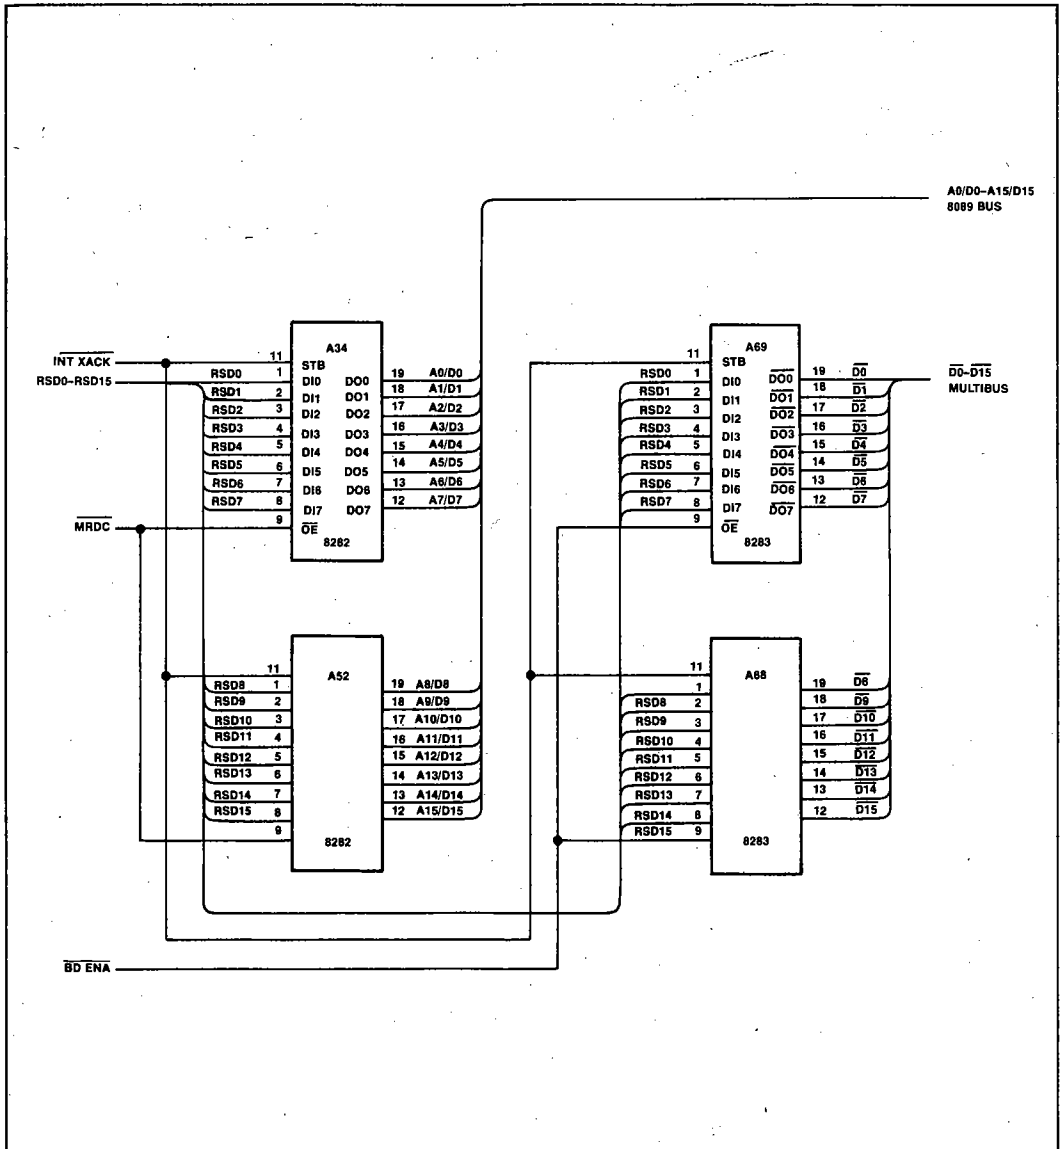 A0/D0–A15/D15
8089 BUS
INT XACK
RSD0–RSD15
MRDC
BD ENA
A34
11 STB
RSD0 1 DI0 DO0 19 A0/D0
RSD1 2 DI1 DO1 18 A1/D1
RSD2 3 DI2 DO2 17 A2/D2
RSD3 4 DI3 DO3 16 A3/D3
RSD4 5 DI4 DO4 15 A4/D4
RSD5 6 DI5 DO5 14 A5/D5
RSD6 7 DI6 DO6 13 A6/D6
RSD7 8 DI7 DO7 12 A7/D7
9 OE
8282
A69
11 STB
RSD0 1 DI0 DO0 19 D0
RSD1 2 DI1 DO1 18 D1
RSD2 3 DI2 DO2 17 D2
RSD3 4 DI3 DO3 16 D3
RSD4 5 DI4 DO4 15 D4
RSD5 6 DI5 DO5 14 D5
RSD6 7 DI6 DO6 13 D6
RSD7 8 DI7 DO7 12 D7
9 OE
8283
D0–D15
MULTIBUS
A52
11
RSD8 1 19 A8/D8
RSD9 2 18 A9/D9
RSD10 3 17 A10/D10
RSD11 4 16 A11/D11
RSD12 5 15 A12/D12
RSD13 6 14 A13/D13
RSD14 7 13 A14/D14
RSD15 8 12 A15/D15
9
8282
A68
11
1 19 D8
RSD8 2 18 D9
RSD9 3 17 D10
RSD10 4 16 D11
RSD11 5 15 D12
RSD12 6 14 D13
RSD13 7 13 D14
RSD14 8 12 D15
RSD15 9
8283